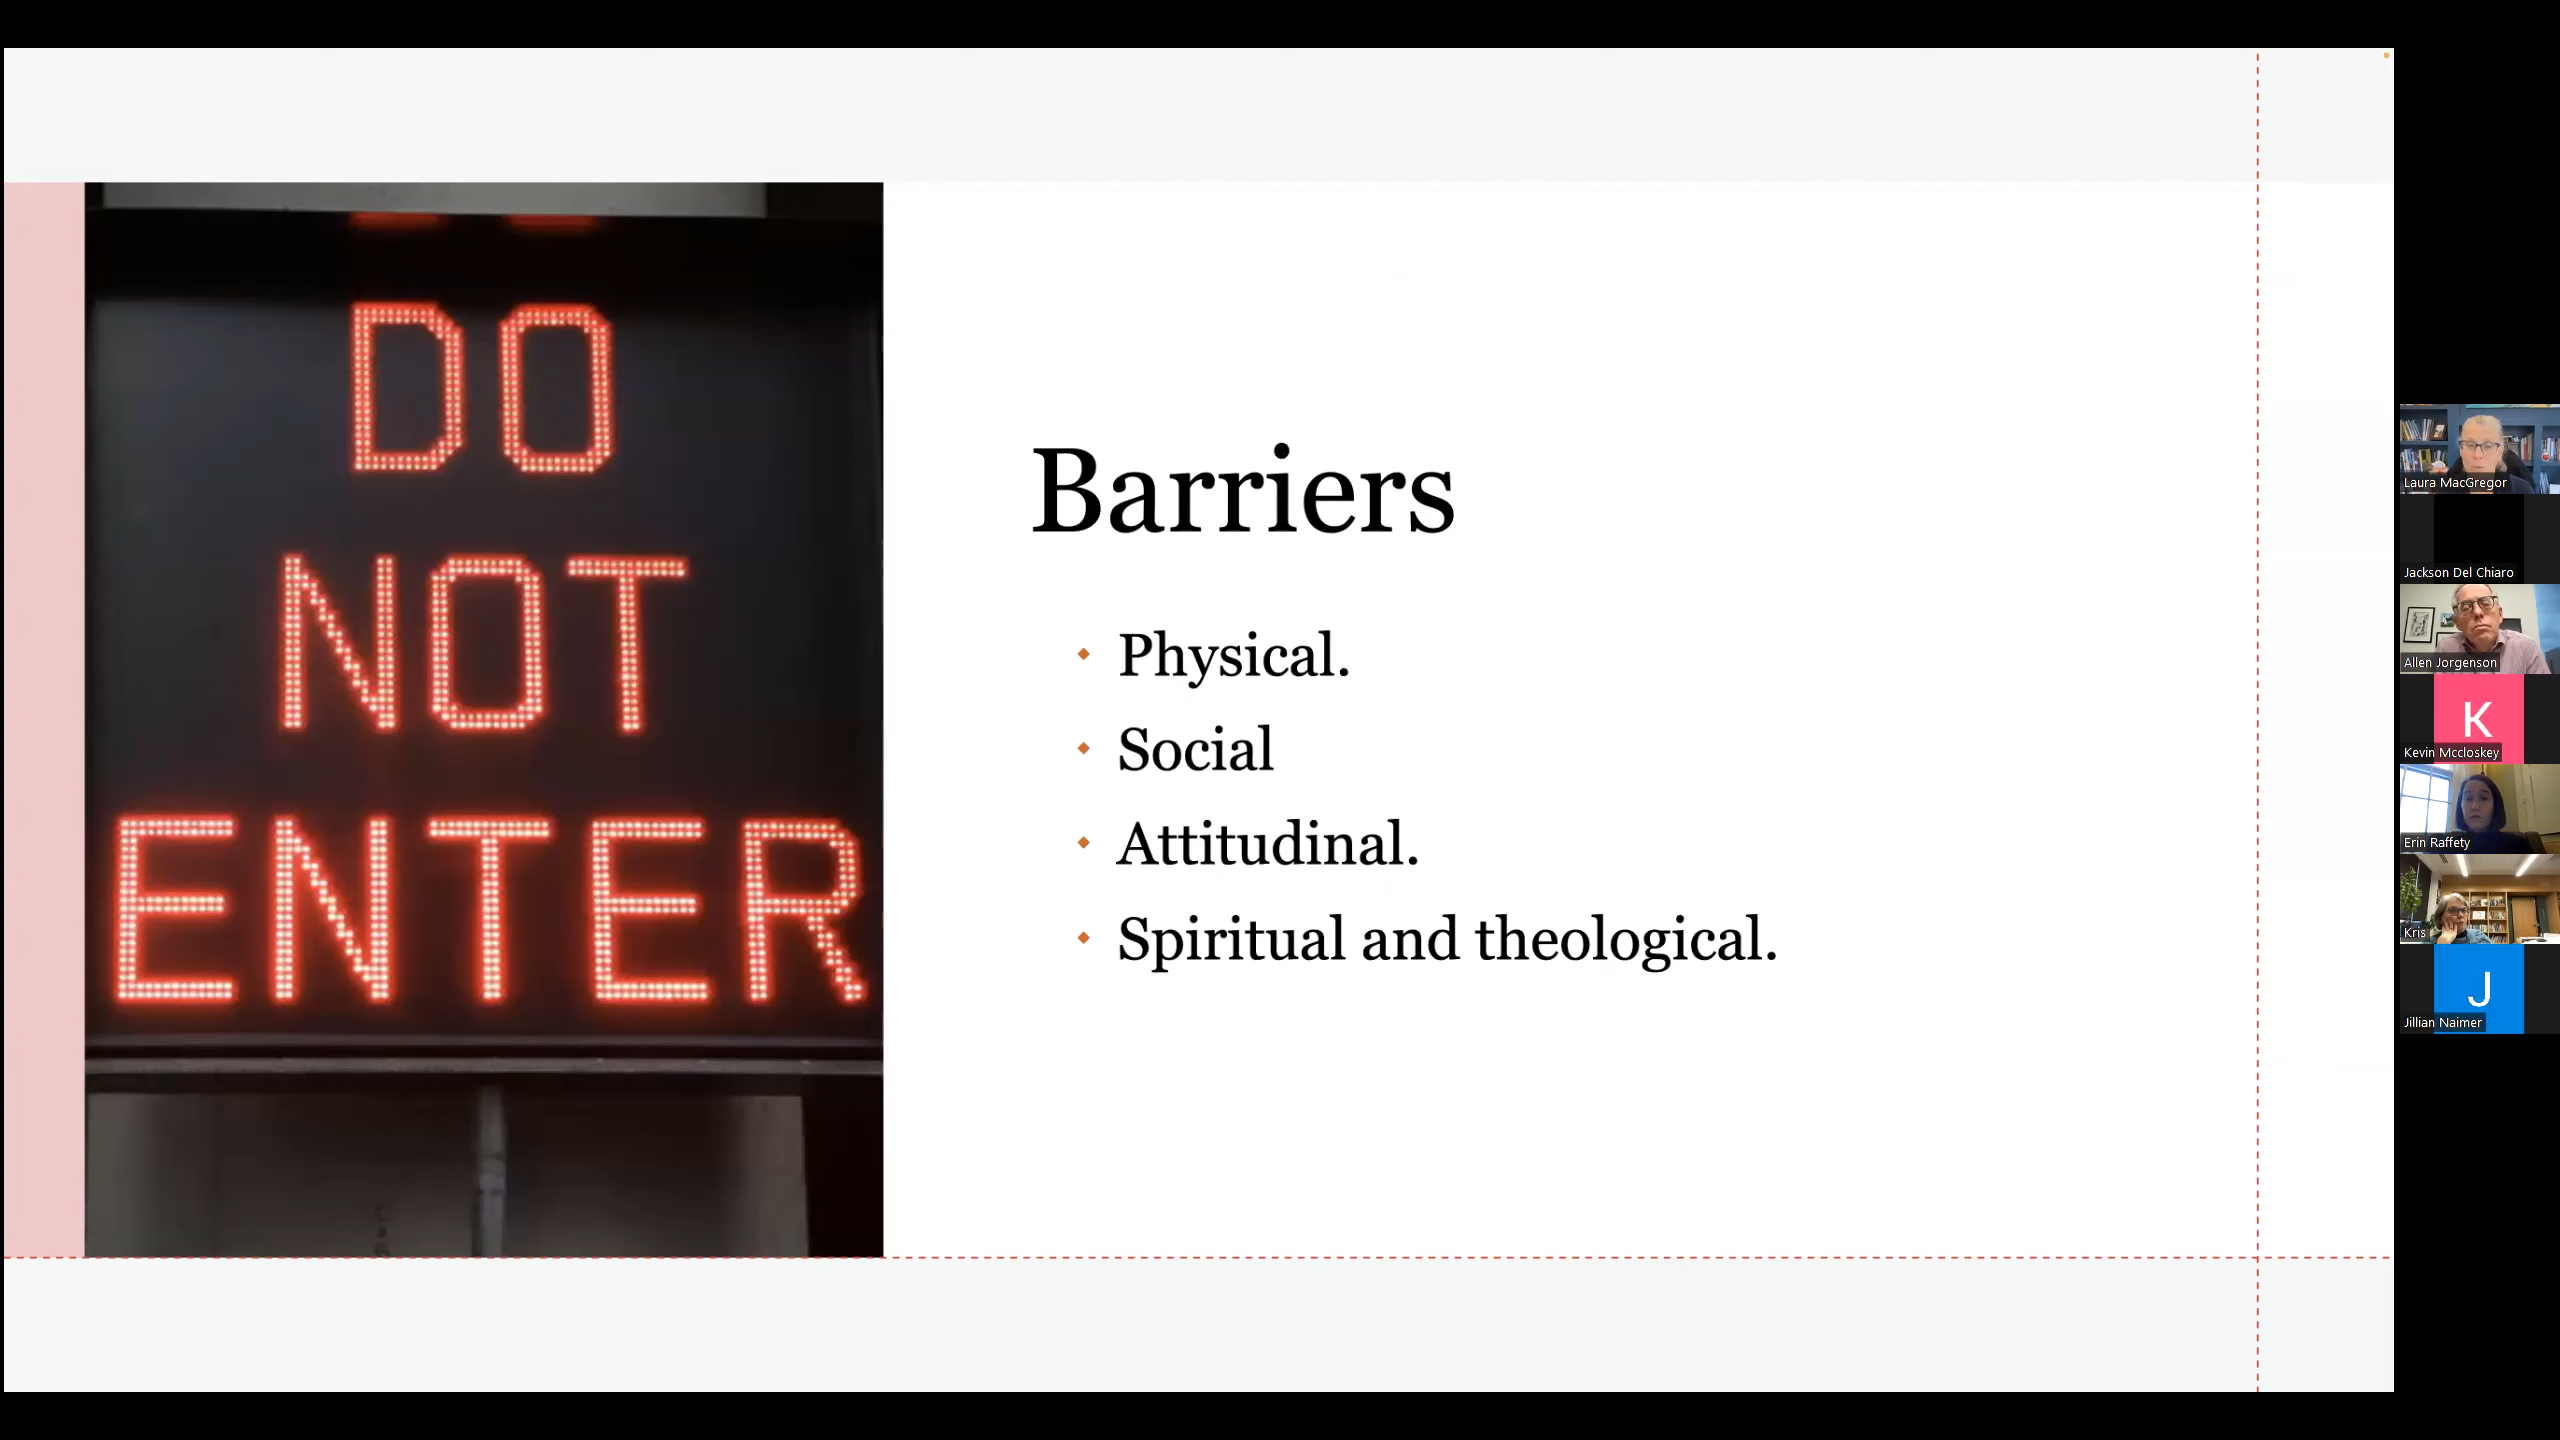 DO
NOT
ENTER
Barriers
Physical.
Social
Attitudinal.
Spiritual and theological.
Laura MacGregor
Jackson Del Chiaro
Allen Jorgenson
K
Kevin Mccloskey
Erin Raffety
Kris
J
Jillian Naimer